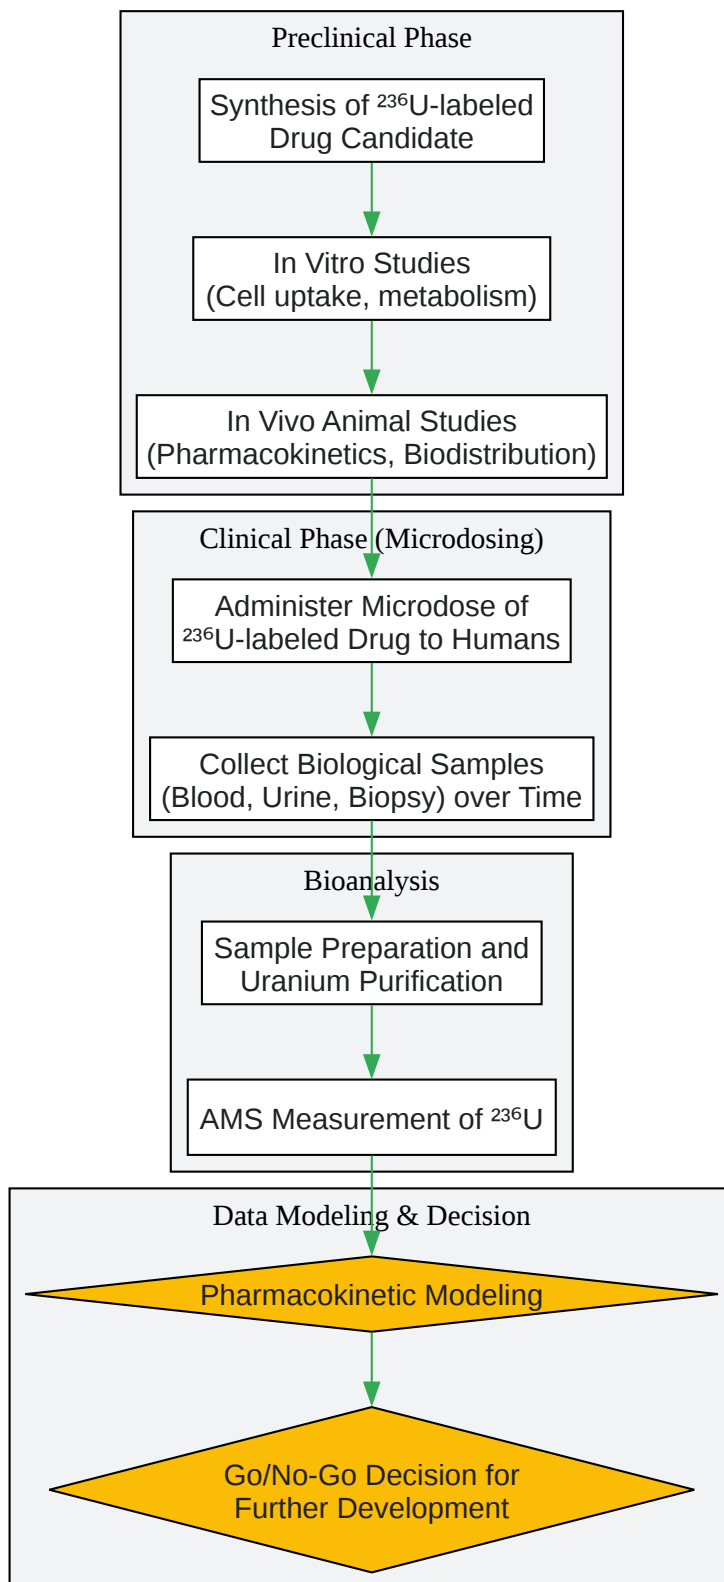 Preclinical Phase
Synthesis of ²³⁶U-labeled
Drug Candidate
In Vitro Studies
(Cell uptake, metabolism)
In Vivo Animal Studies
(Pharmacokinetics, Biodistribution)
Clinical Phase (Microdosing)
Administer Microdose of
²³⁶U-labeled Drug to Humans
Collect Biological Samples
(Blood, Urine, Biopsy) over Time
Bioanalysis
Sample Preparation and
Uranium Purification
AMS Measurement of ²³⁶U
Data Modeling & Decision
Pharmacokinetic Modeling
Go/No-Go Decision for
Further Development